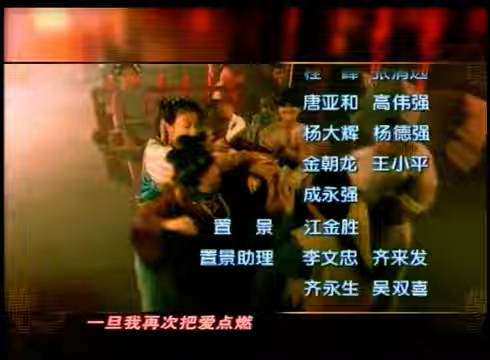 唐亚和 高伟强
杨大辉 杨德强
金朝龙 王小平
成永强
置景 江金胜
置景助理 李文忠 齐来发
齐永生 吴双喜
一旦我再次把爱点燃